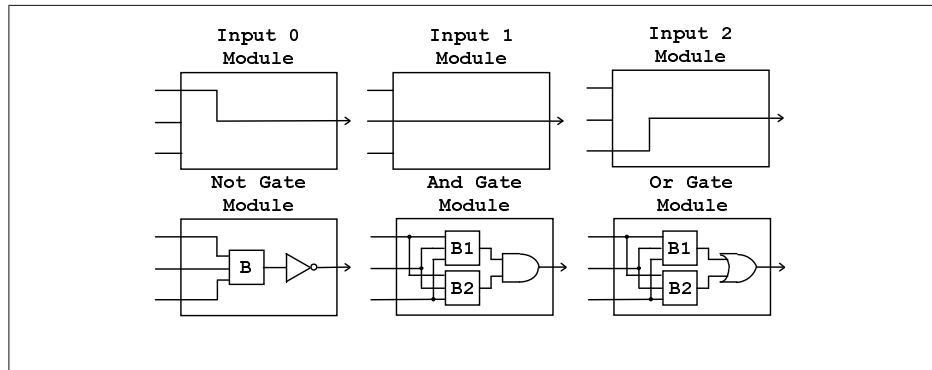 Input 0
Module
Input 1
Module
Input 2
Module
Not Gate
Module
And Gate
Module
Or Gate
Module
B
B1
B2
B1
B2